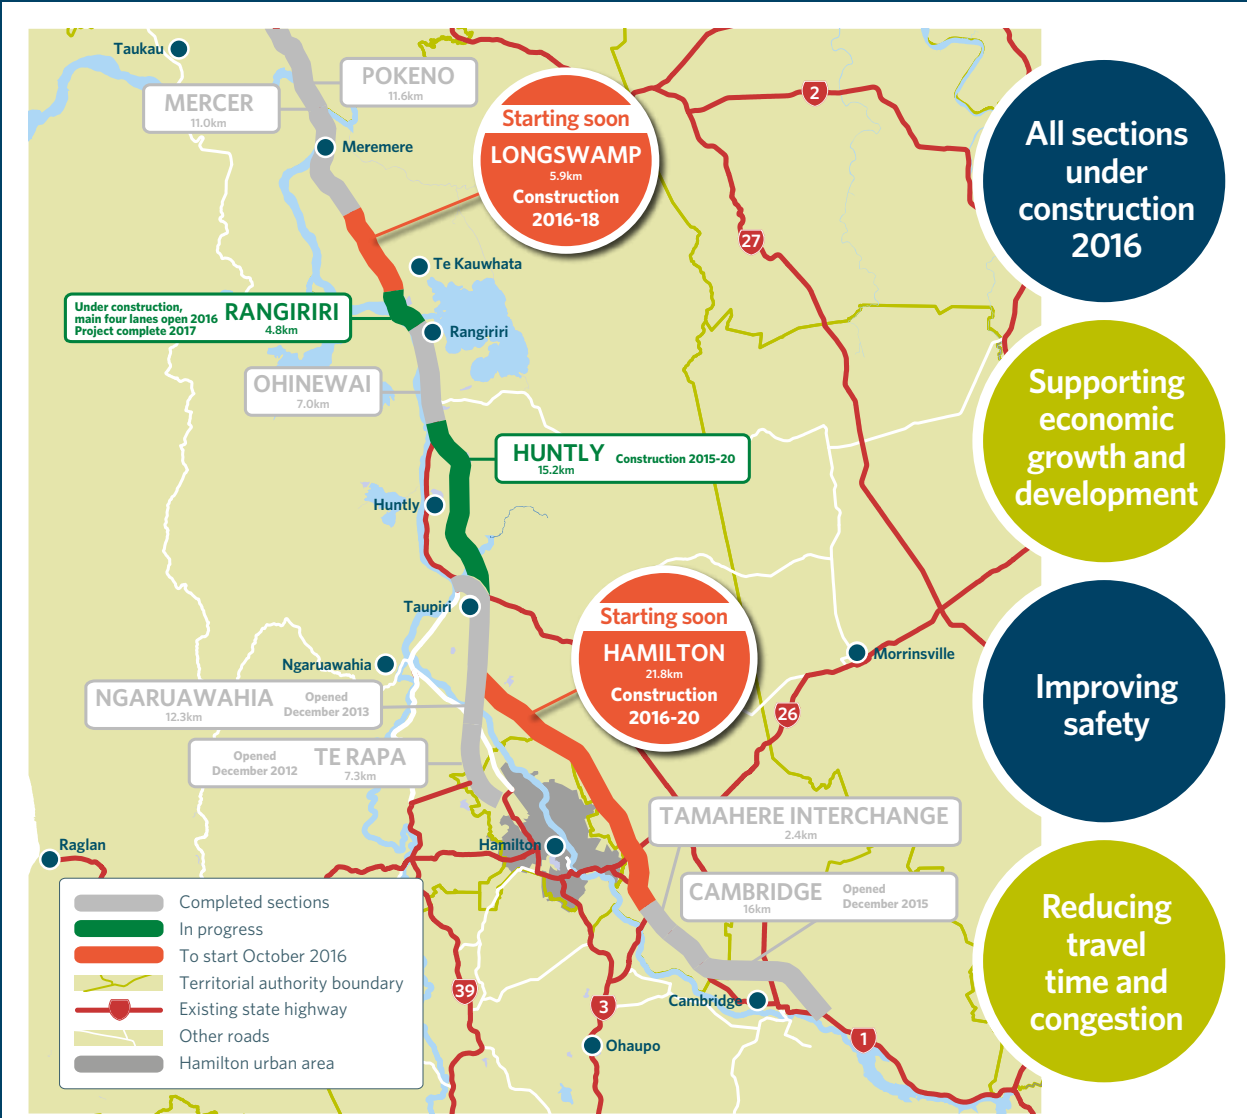 Taukau
POKENO
11.6km
MERCER
11.0km
Meremere
Starting soon
LONGSWAMP
5.9km
Construction
2016-18
2
27
Te Kauwhata
Under construction,
main four lanes open 2016
Project complete 2017
RANGIRIRI
4.8km
Rangiriri
OHINEWAI
7.0km
HUNTLY
15.2km
Construction 2015-20
Huntly
Taupiri
Starting soon
HAMILTON
21.8km
Construction
2016-20
Ngaruawahia
Morrinsville
NGARUAWAHIA
12.3km
Opened
December 2013
26
Opened
December 2012
TE RAPA
7.3km
TAMAHERE INTERCHANGE
2.4km
Hamilton
Raglan
CAMBRIDGE
16km
Opened
December 2015
39
3
Cambridge
Ohaupo
1
Completed sections
In progress
To start October 2016
Territorial authority boundary
Existing state highway
Other roads
Hamilton urban area
All sections
under
construction
2016
Supporting
economic
growth and
development
Improving
safety
Reducing
travel
time and
congestion